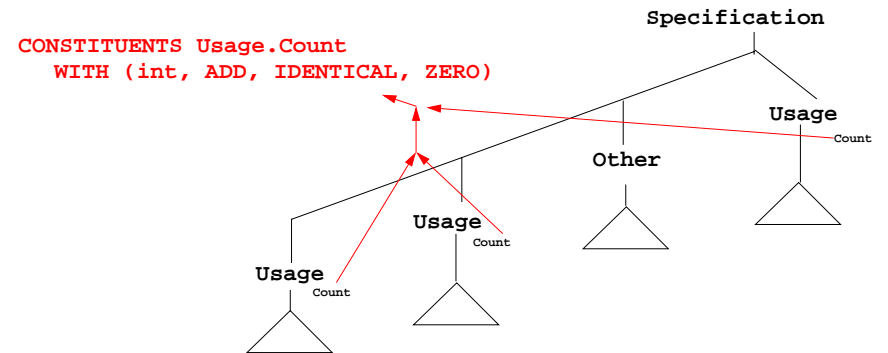 Specification
CONSTITUENTS Usage.Count
WITH (int, ADD, IDENTICAL, ZERO)
Usage
Count
Other
Usage
Count
Usage
Count